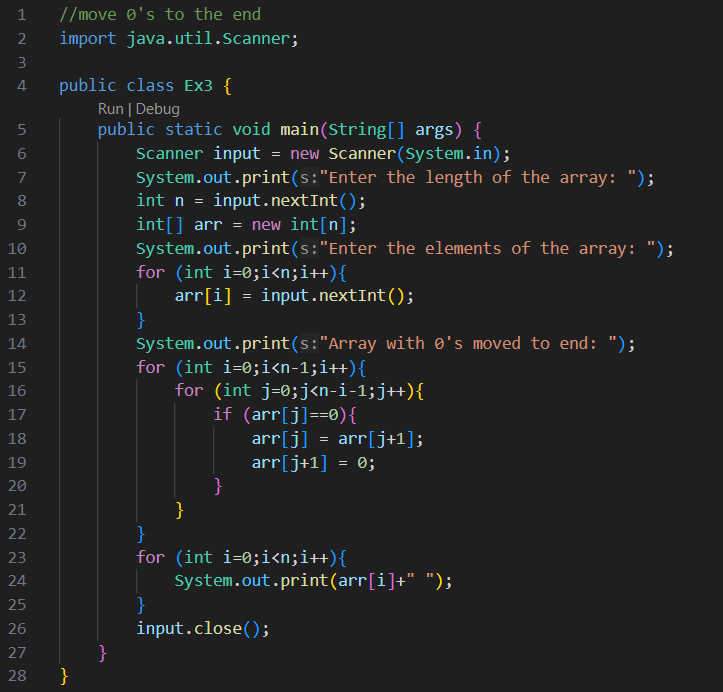 1 //move 0's to the end
2 import java.util.Scanner;
3
4 public class Ex3 {
Run | Debug
5 public static void main(String[] args) {
6 Scanner input = new Scanner(System.in);
7 System.out.print(s:"Enter the length of the array: ");
8 int n = input.nextInt();
9 int[] arr = new int[n];
10 System.out.print(s:"Enter the elements of the array: ");
11 for (int i=0;i<n;i++){
12 arr[i] = input.nextInt();
13 }
14 System.out.print(s:"Array with 0's moved to end: ");
15 for (int i=0;i<n-1;i++){
16 for (int j=0;j<n-i-1;j++){
17 if (arr[j]==0){
18 arr[j] = arr[j+1];
19 arr[j+1] = 0;
20 }
21 }
22 }
23 for (int i=0;i<n;i++){
24 System.out.print(arr[i]+" ");
25 }
26 input.close();
27 }
28 }